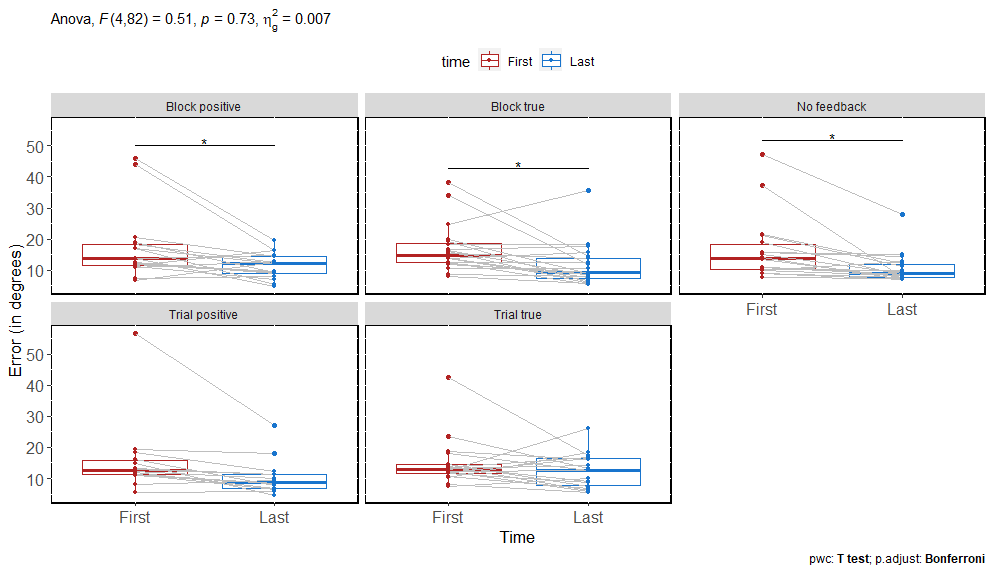 Anova, F(4,82) = 0.51, p = 0.73, η²g = 0.007
time First Last
Block positive
Block true
No feedback
*
*
*
50
40
30
20
10
First Last
Trial positive
Trial true
50
40
30
20
10
First Last
First Last
Error (in degrees)
Time
pwc: T test; p.adjust: Bonferroni